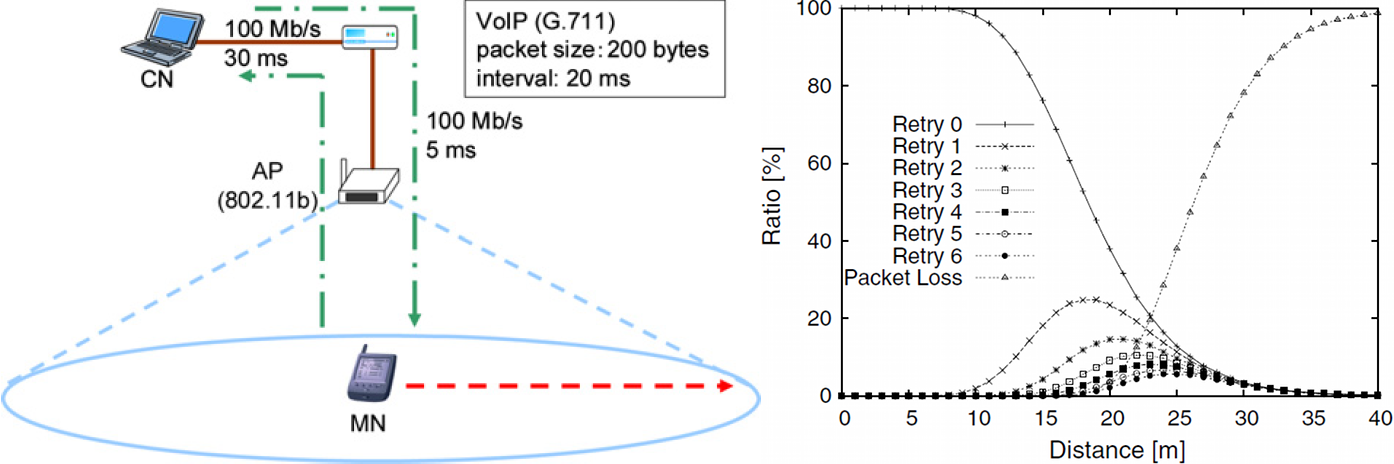 100 Mb/s
30 ms
CN
VoIP (G.711)
packet size: 200 bytes
interval: 20 ms
100 Mb/s
5 ms
AP
(802.11b)
MN
100
80
60
40
20
0
Ratio [%]
Retry 0
Retry 1
Retry 2
Retry 3
Retry 4
Retry 5
Retry 6
Packet Loss
0 5 10 15 20 25 30 35 40
Distance [m]